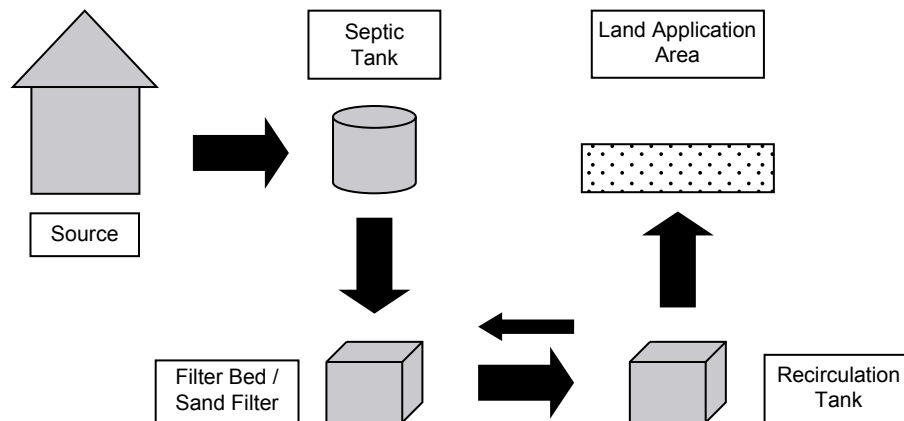 Septic
Tank
Land Application
Area
Source
Filter Bed /
Sand Filter
Recirculation
Tank